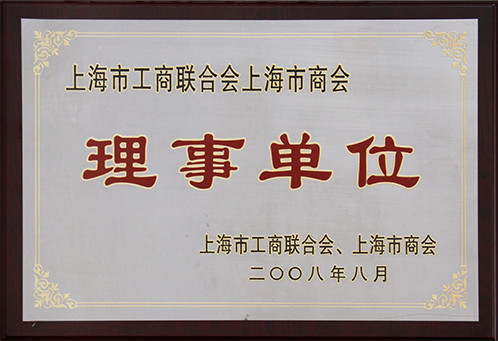 上海市工商联合会上海市商会
理事单位
上海市工商联合会、上海市商会
二〇〇八年八月